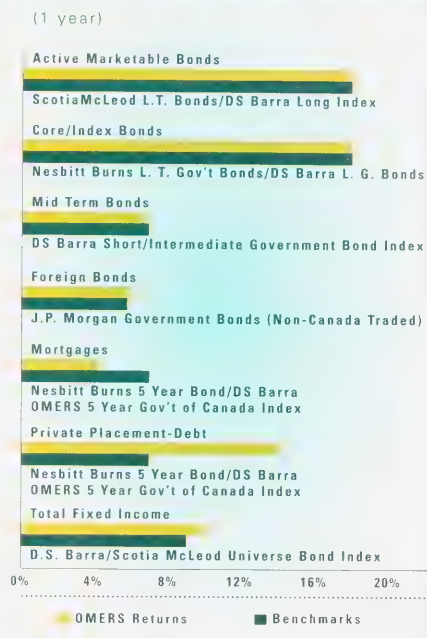 (1 year)
Active Marketable Bonds
ScotiaMcLeod L.T. Bonds/DS Barra Long Index
Core/Index Bonds
Nesbitt Burns L. T. Gov't Bonds/DS Barra L. G. Bonds
Mid Term Bonds
DS Barra Short/Intermediate Government Bond Index
Foreign Bonds
J.P. Morgan Government Bonds (Non-Canada Traded)
Mortgages
Nesbitt Burns 5 Year Bond/DS Barra
OMERS 5 Year Gov't of Canada Index
Private Placement-Debt
Nesbitt Burns 5 Year Bond/DS Barra
OMERS 5 Year Gov't of Canada Index
Total Fixed Income
D.S. Barra/Scotia McLeod Universe Bond Index
0% 4% 8% 12% 16% 20%
OMERS Returns Benchmarks